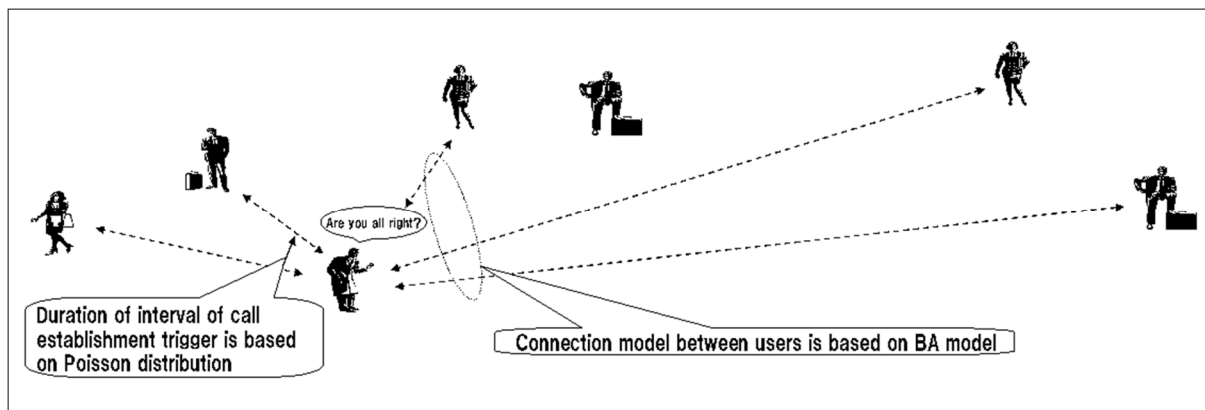 Are you all right?
Duration of interval of call
establishment trigger is based
on Poisson distribution
Connection model between users is based on BA model